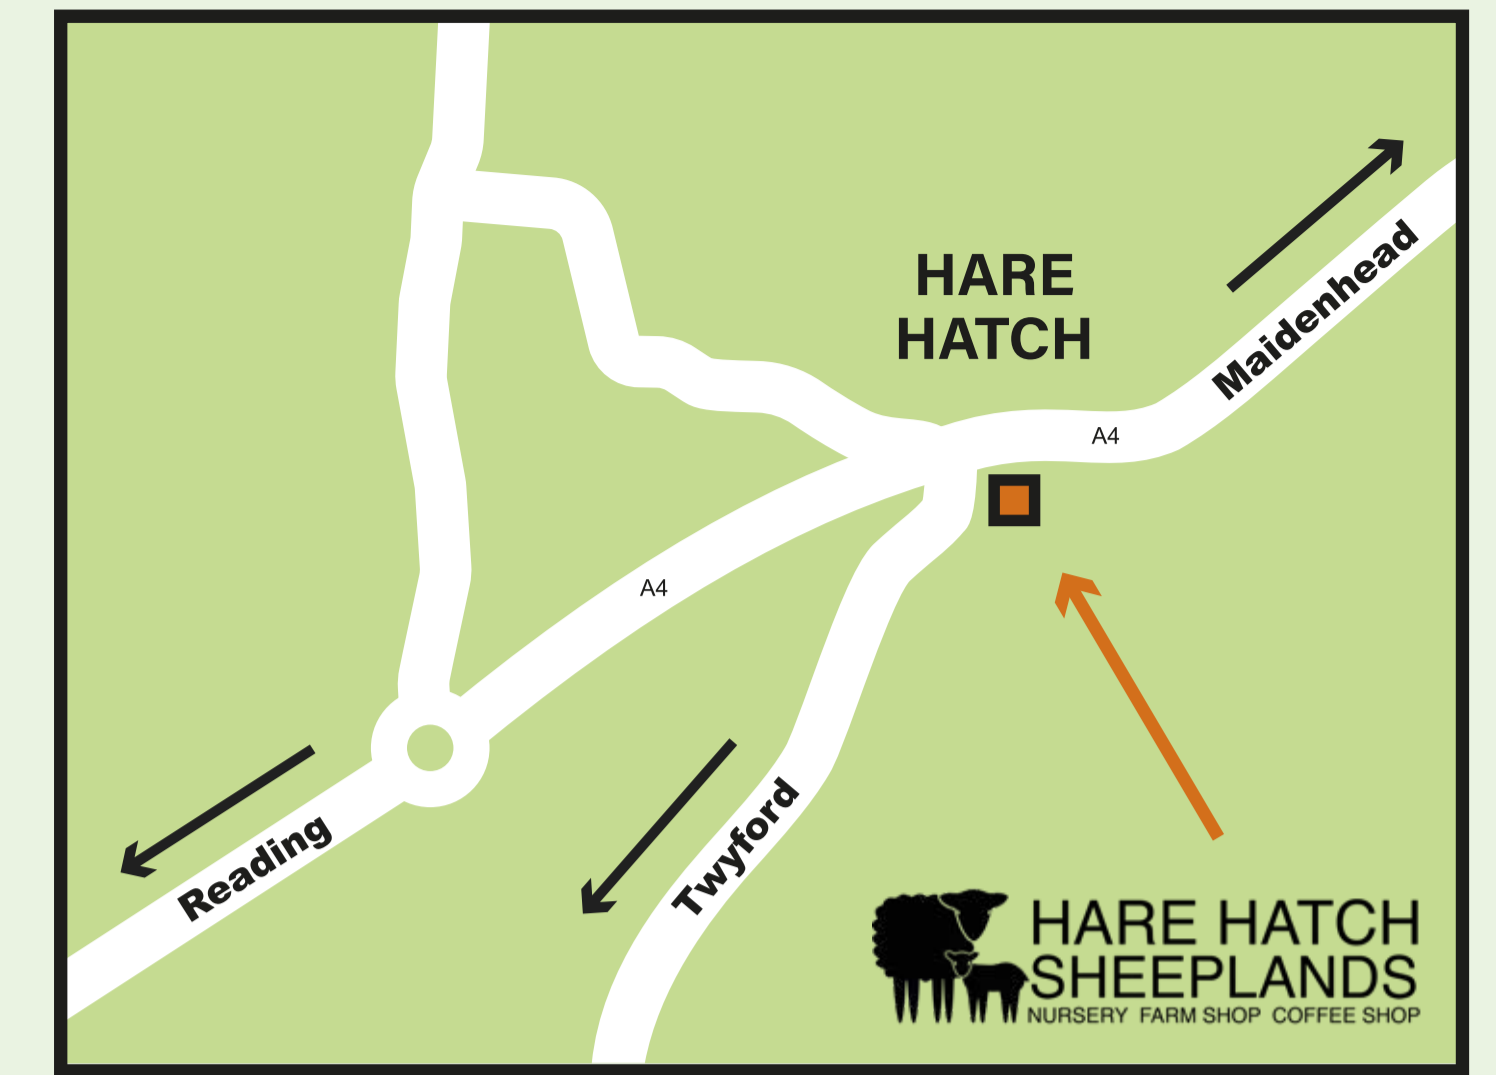 HARE
HATCH
Maidenhead
A4
A4
Reading
Twyford
HARE HATCH
SHEEPLANDS
NURSERY FARM SHOP COFFEE SHOP